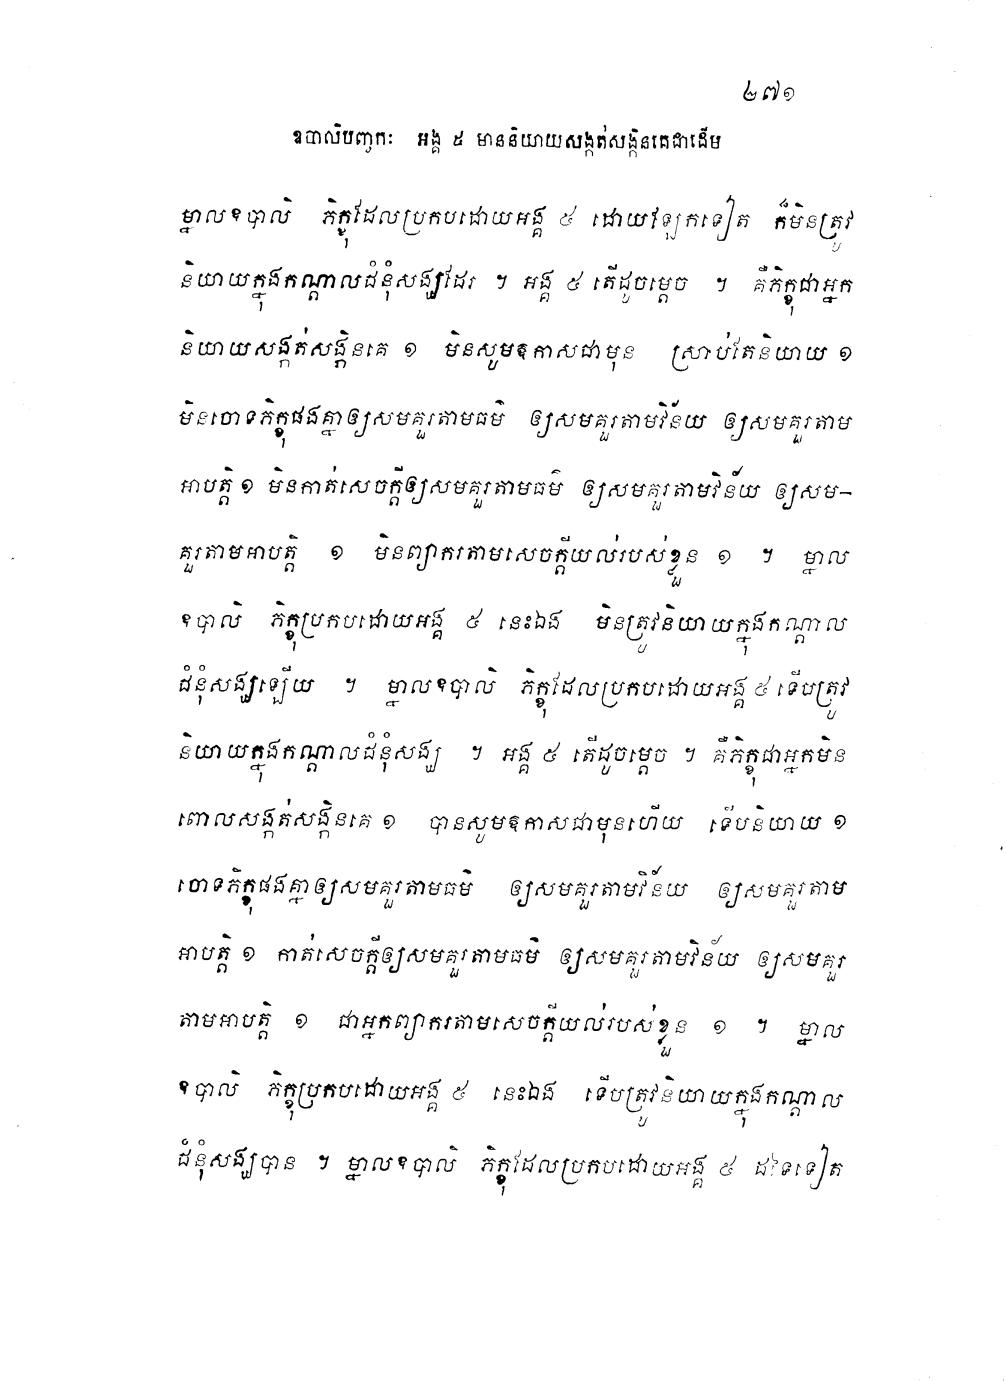 ២៧១
ឧបាលិបញ្ចកៈ អង្គ ៥ មាននិយាយសង្កត់សង្កិនគេជាដើម
ម្នាលឧបាលិ ភិក្ខុដែលប្រកបដោយអង្គ ៥ ដោយឡែកទៀត ក៏មិនត្រូវ
និយាយក្នុងកណ្តាលជំនុំសង្ឃដែរ ។ អង្គ ៥ តើដូចម្តេច ។ គឺភិក្ខុជាអ្នក
និយាយសង្កត់សង្កិនគេ ១ មិនសូមឱកាសជាមុន ស្រាប់តែនិយាយ ១
មិនចោទភិក្ខុផងគ្នាឲ្យសមគួរតាមធម៌ ឲ្យសមគួរតាមវិន័យ ឲ្យសមគួរតាម
អាបត្តិ ១ មិនកាត់សេចក្តីឲ្យសមគួរតាមធម៌ ឲ្យសមគួរតាមវិន័យ ឲ្យសម-
គួរតាមអាបត្តិ ១ មិនព្យាករតាមសេចក្តីយល់របស់ខ្លួន ១ ។ ម្នាល
ឧបាលិ ភិក្ខុប្រកបដោយអង្គ ៥ នេះឯង មិនត្រូវនិយាយក្នុងកណ្តាល
ជំនុំសង្ឃឡើយ ។ ម្នាលឧបាលិ ភិក្ខុដែលប្រកបដោយអង្គ ៥ ទើបត្រូវ
និយាយក្នុងកណ្តាលជំនុំសង្ឃ ។ អង្គ ៥ តើដូចម្តេច ។ គឺភិក្ខុជាអ្នកមិន
ពោលសង្កត់សង្កិនគេ ១ បានសូមឱកាសជាមុនហើយ ទើបនិយាយ ១
ចោទភិក្ខុផងគ្នាឲ្យសមគួរតាមធម៌ ឲ្យសមគួរតាមវិន័យ ឲ្យសមគួរតាម
អាបត្តិ ១ កាត់សេចក្តីឲ្យសមគួរតាមធម៌ ឲ្យសមគួរតាមវិន័យ ឲ្យសមគួរ
តាមអាបត្តិ ១ ជាអ្នកព្យាករតាមសេចក្តីយល់របស់ខ្លួន ១ ។ ម្នាល
ឧបាលិ ភិក្ខុប្រកបដោយអង្គ ៥ នេះឯង ទើបត្រូវនិយាយក្នុងកណ្តាល
ជំនុំសង្ឃបាន ។ ម្នាលឧបាលិ ភិក្ខុដែលប្រកបដោយអង្គ ៥ ដទៃទៀត